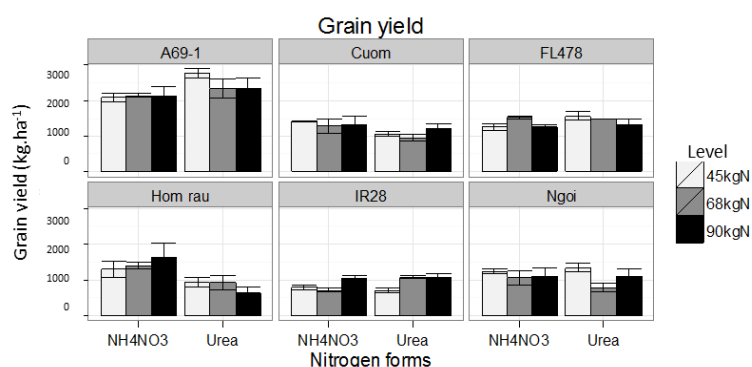 Grain yield
A69-1 Cuom FL478
3000
2000
1000
0
Grain yield (kg.ha-1)
Level
45kgN
68kgN
90kgN
Hom rau IR28 Ngoi
3000
2000
1000
0
NH4NO3 Urea NH4NO3 Urea NH4NO3 Urea
Nitrogen forms